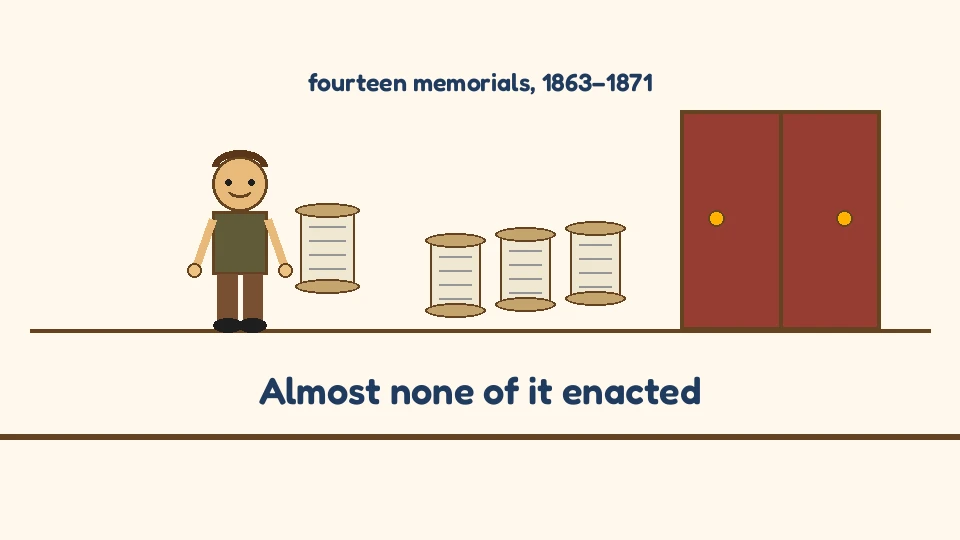 fourteen memorials, 1863–1871
Almost none of it enacted